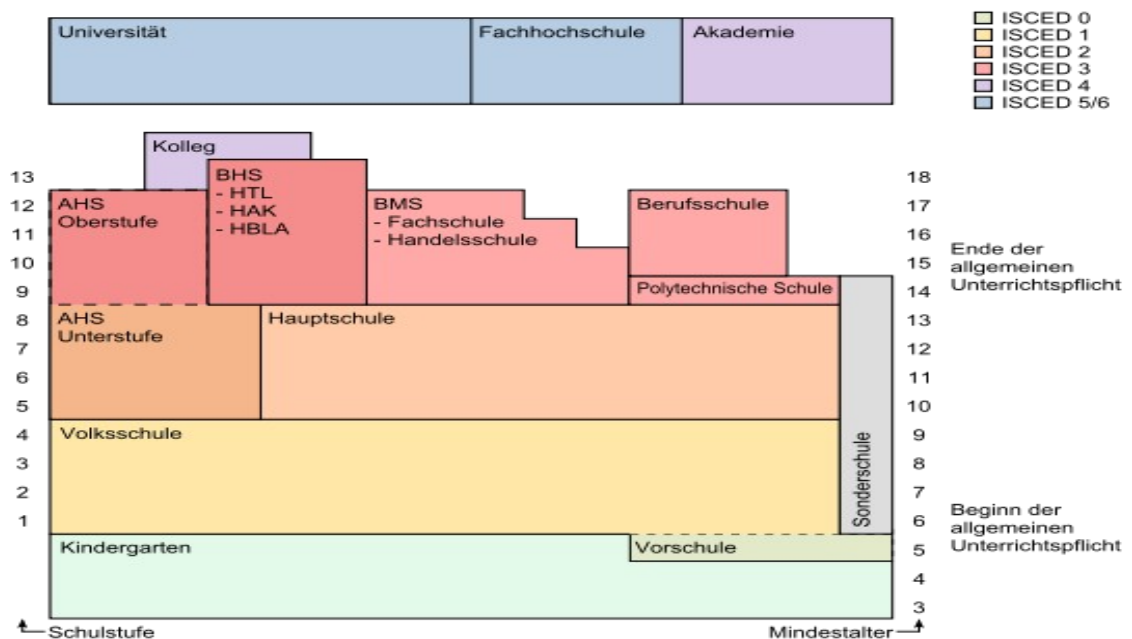 Universität
Fachhochschule
Akademie
ISCED 0
ISCED 1
ISCED 2
ISCED 3
ISCED 4
ISCED 5/6
Kolleg
13
12
11
10
9
8
7
6
5
4
3
2
1
AHS
Oberstufe
BHS
- HTL
- HAK
- HBLA
BMS
- Fachschule
- Handelsschule
Berufsschule
Polytechnische Schule
AHS
Unterstufe
Hauptschule
Volksschule
Sonderschule
Kindergarten
Vorschule
18
17
16
15
14
13
12
11
10
9
8
7
6
5
4
3
Ende der
allgemeinen
Unterrichtspflicht
Beginn der
allgemeinen
Unterrichtspflicht
Schulstufe
Mindestalter